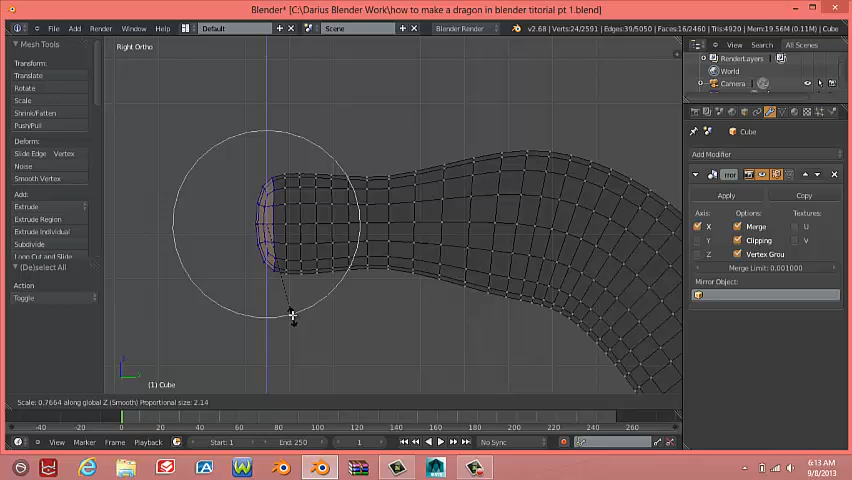 Blender* [C:\Darius Blender Work\how to make a dragon in blender titorial pt 1.blend]
File Add Render Window Help Default Scene Blender Render v2.68 | Verts:24/2591 | Edges:39/5050 | Faces:16/2460 | Tris:4920 | Mem:19.56M (0.11M) | Cube
Mesh Tools
Transform:
Translate
Rotate
Scale
Shrink/Fatten
Push/Pull
Deform:
Slide Edge Vertex
Noise
Smooth Vertex
Add:
Extrude
Extrude Region
Extrude Individual
Subdivide
Loop Cut and Slide
(De)select All
Action
Toggle
Right Ortho
(1) Cube
Scale: 0.7664 along global Z (Smooth) Proportional size: 2.14
View Search All Scenes
RenderLayers
World
Camera
Cube
Add Modifier
Apply Copy
Axis: Options: Textures:
X Merge U
Y Clipping V
Z Vertex Grou
Merge Limit: 0.001000
Mirror Object:
-40 -20 0 20 40 60 80 100 120 140 160 180 200 220 240 260
View Marker Frame Playback Start: 1 End: 250 1 No Sync
6:13 AM
9/8/2013